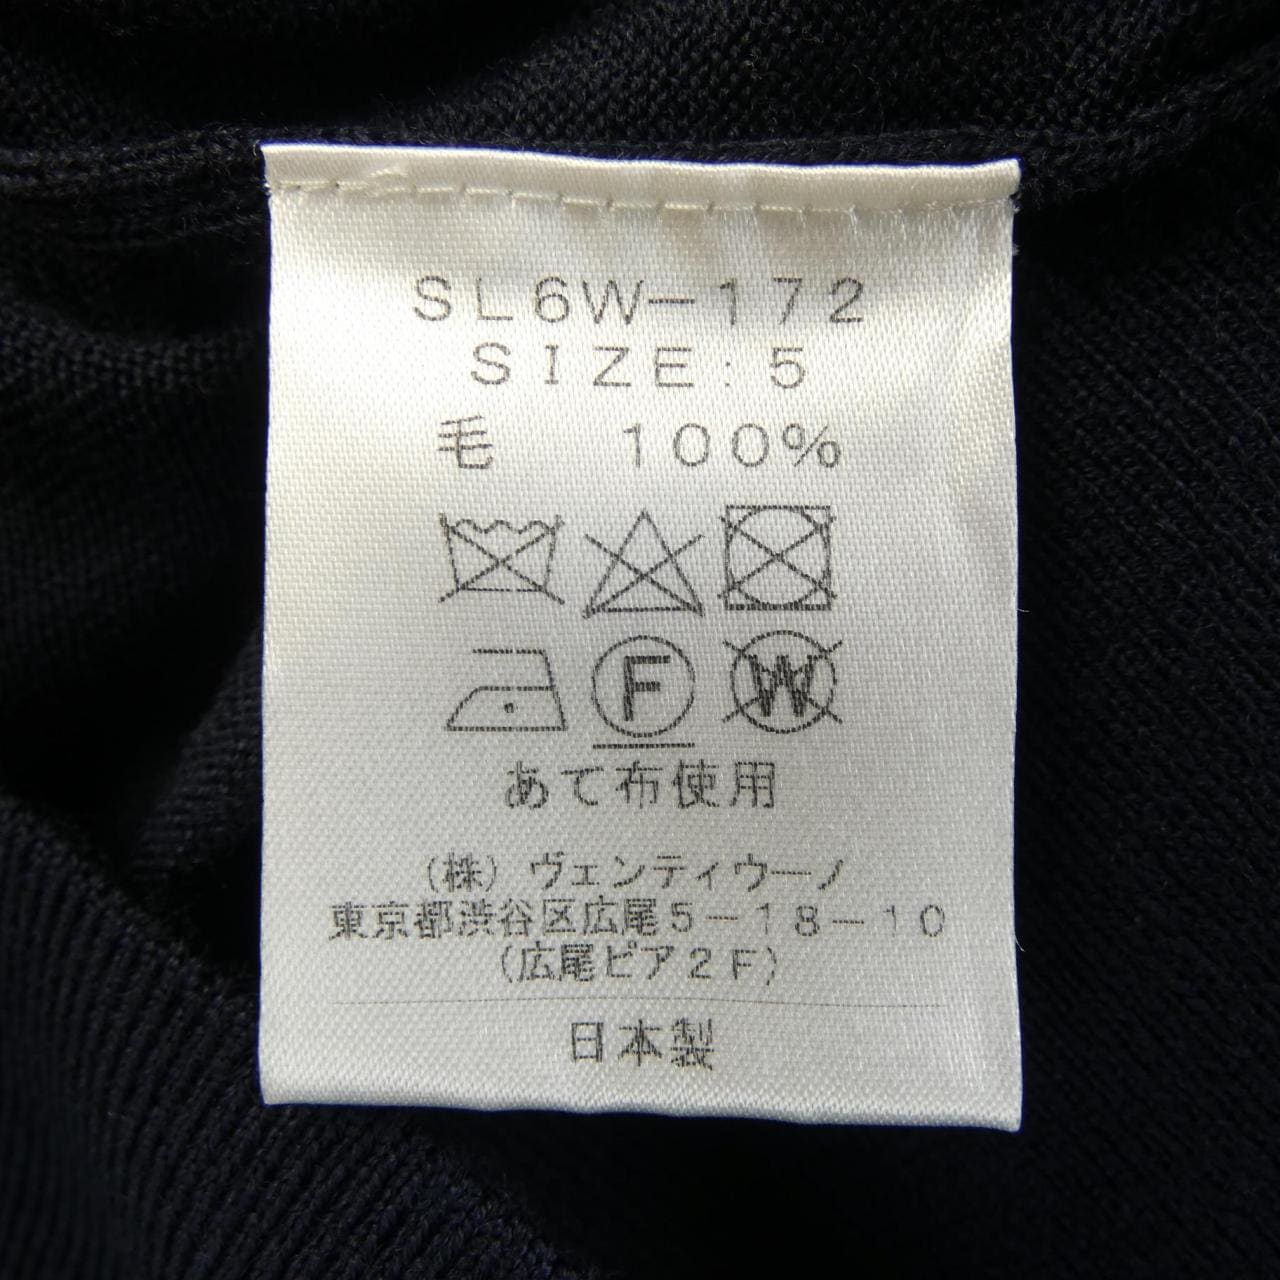 SL6W-172
SIZE:5
毛 100%
F W
あて布使用
(株)ヴェンティウーノ
東京都渋谷区広尾5-18-10
(広尾ピア2F)
日本製